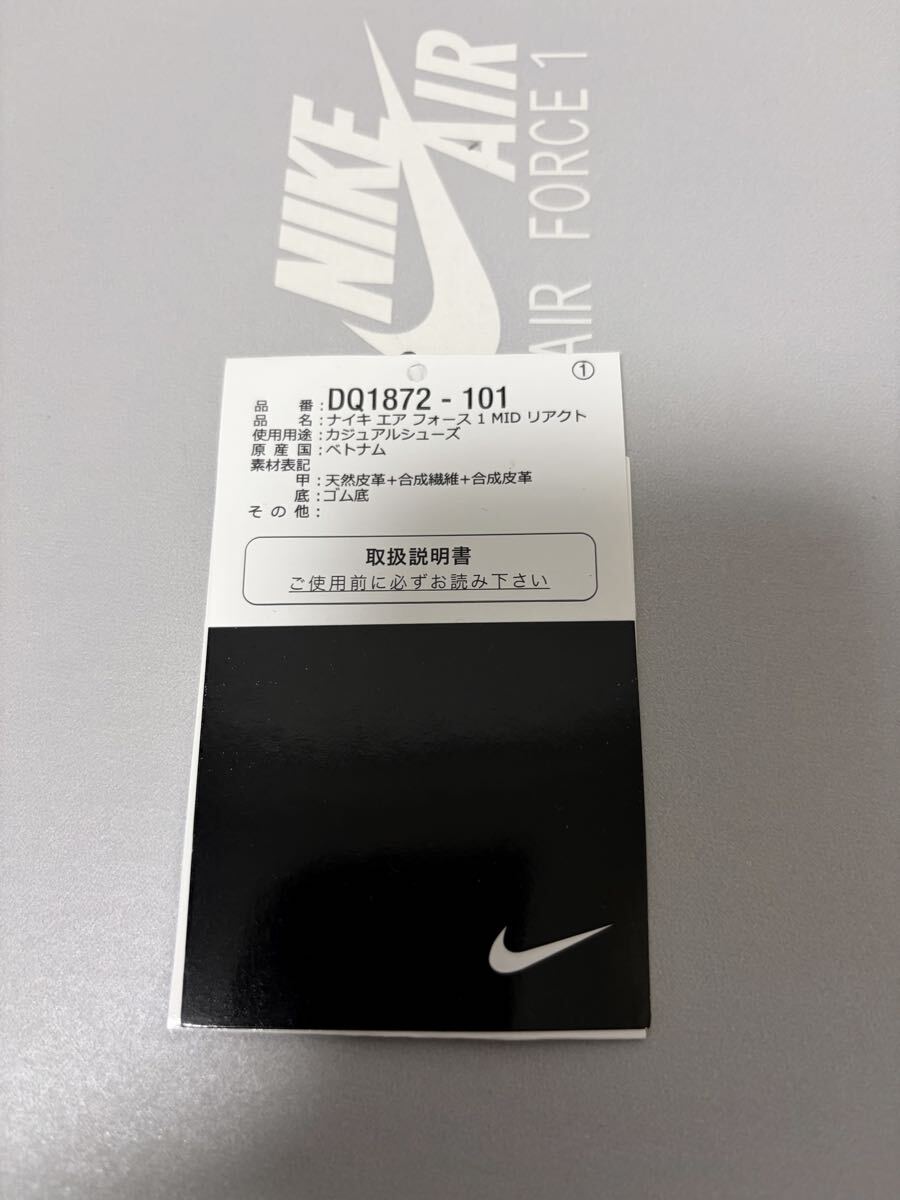 NIKE AIR
AIR FORCE 1
①
品 番 : DQ1872 - 101
品 名 : ナイキ エア フォース 1 MID リアクト
使用用途 : カジュアルシューズ
原 産 国 : ベトナム
素材表記
甲 : 天然皮革+合成繊維+合成皮革
底 : ゴム底
そ の 他 :
取扱説明書
ご使用前に必ずお読み下さい